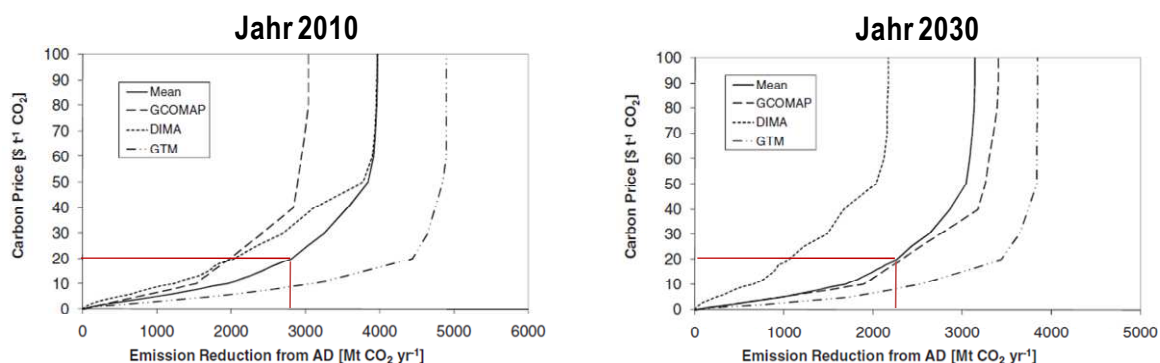 Jahr 2010
100
90
80
70
60
50
40
30
20
10
0
Carbon Price [$ t-1 CO2]
Mean
GCOMAP
DIMA
GTM
0 1000 2000 3000 4000 5000 6000
Emission Reduction from AD [Mt CO2 yr-1]
Jahr 2030
100
90
80
70
60
50
40
30
20
10
0
Carbon Price [$ t-1 CO2]
Mean
GCOMAP
DIMA
GTM
0 1000 2000 3000 4000 5000
Emission Reduction from AD [Mt CO2 yr-1]